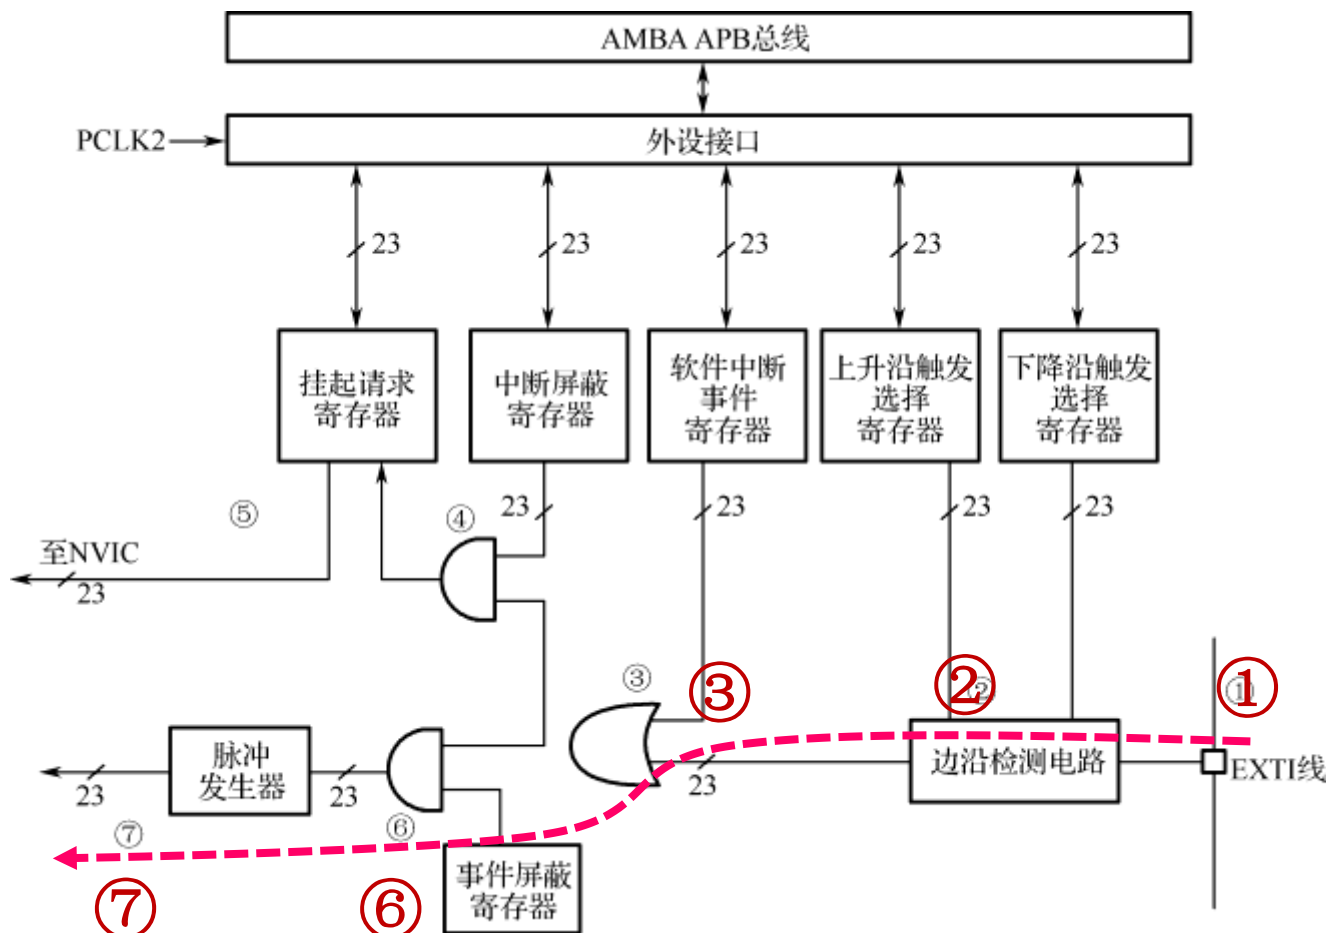 AMBA APB总线
PCLK2
外设接口
23
23
23
23
23
挂起请求
寄存器
中断屏蔽
寄存器
软件中断
事件
寄存器
上升沿触发
选择
寄存器
下降沿触发
选择
寄存器
⑤
④
23
23
23
23
至NVIC
23
③
③
②
②
①
①
脉冲
发生器
边沿检测电路
EXTI线
23
23
23
⑦
⑥
⑦
⑥
事件屏蔽
寄存器